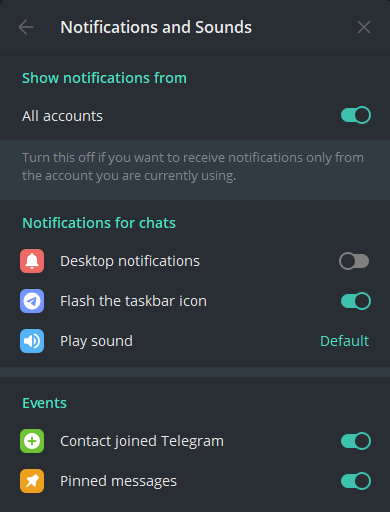 Notifications and Sounds
Show notifications from
All accounts
Turn this off if you want to receive notifications only from
the account you are currently using.
Notifications for chats
Desktop notifications
Flash the taskbar icon
Play sound Default
Events
Contact joined Telegram
Pinned messages